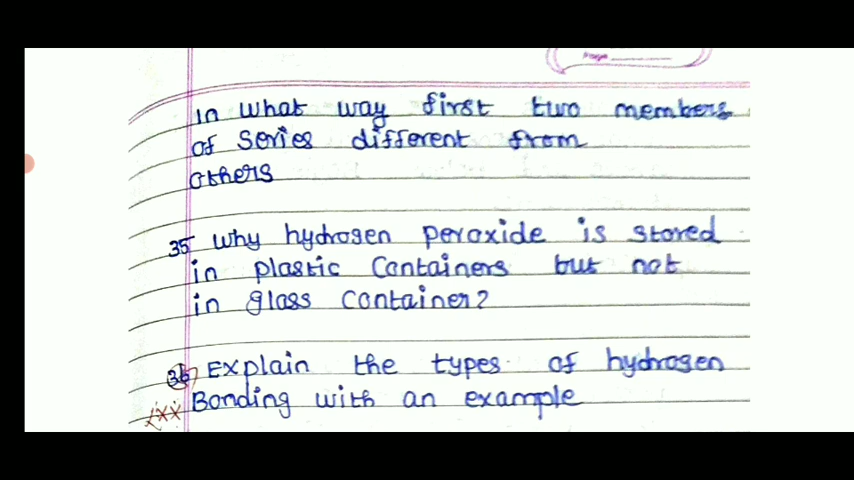 Page
In what way first two members
of series different from
others
35 Why hydrogen peroxide is stored
in plastic Containers but not
in glass Container?
36 Explain the types of hydrogen
Bonding with an example